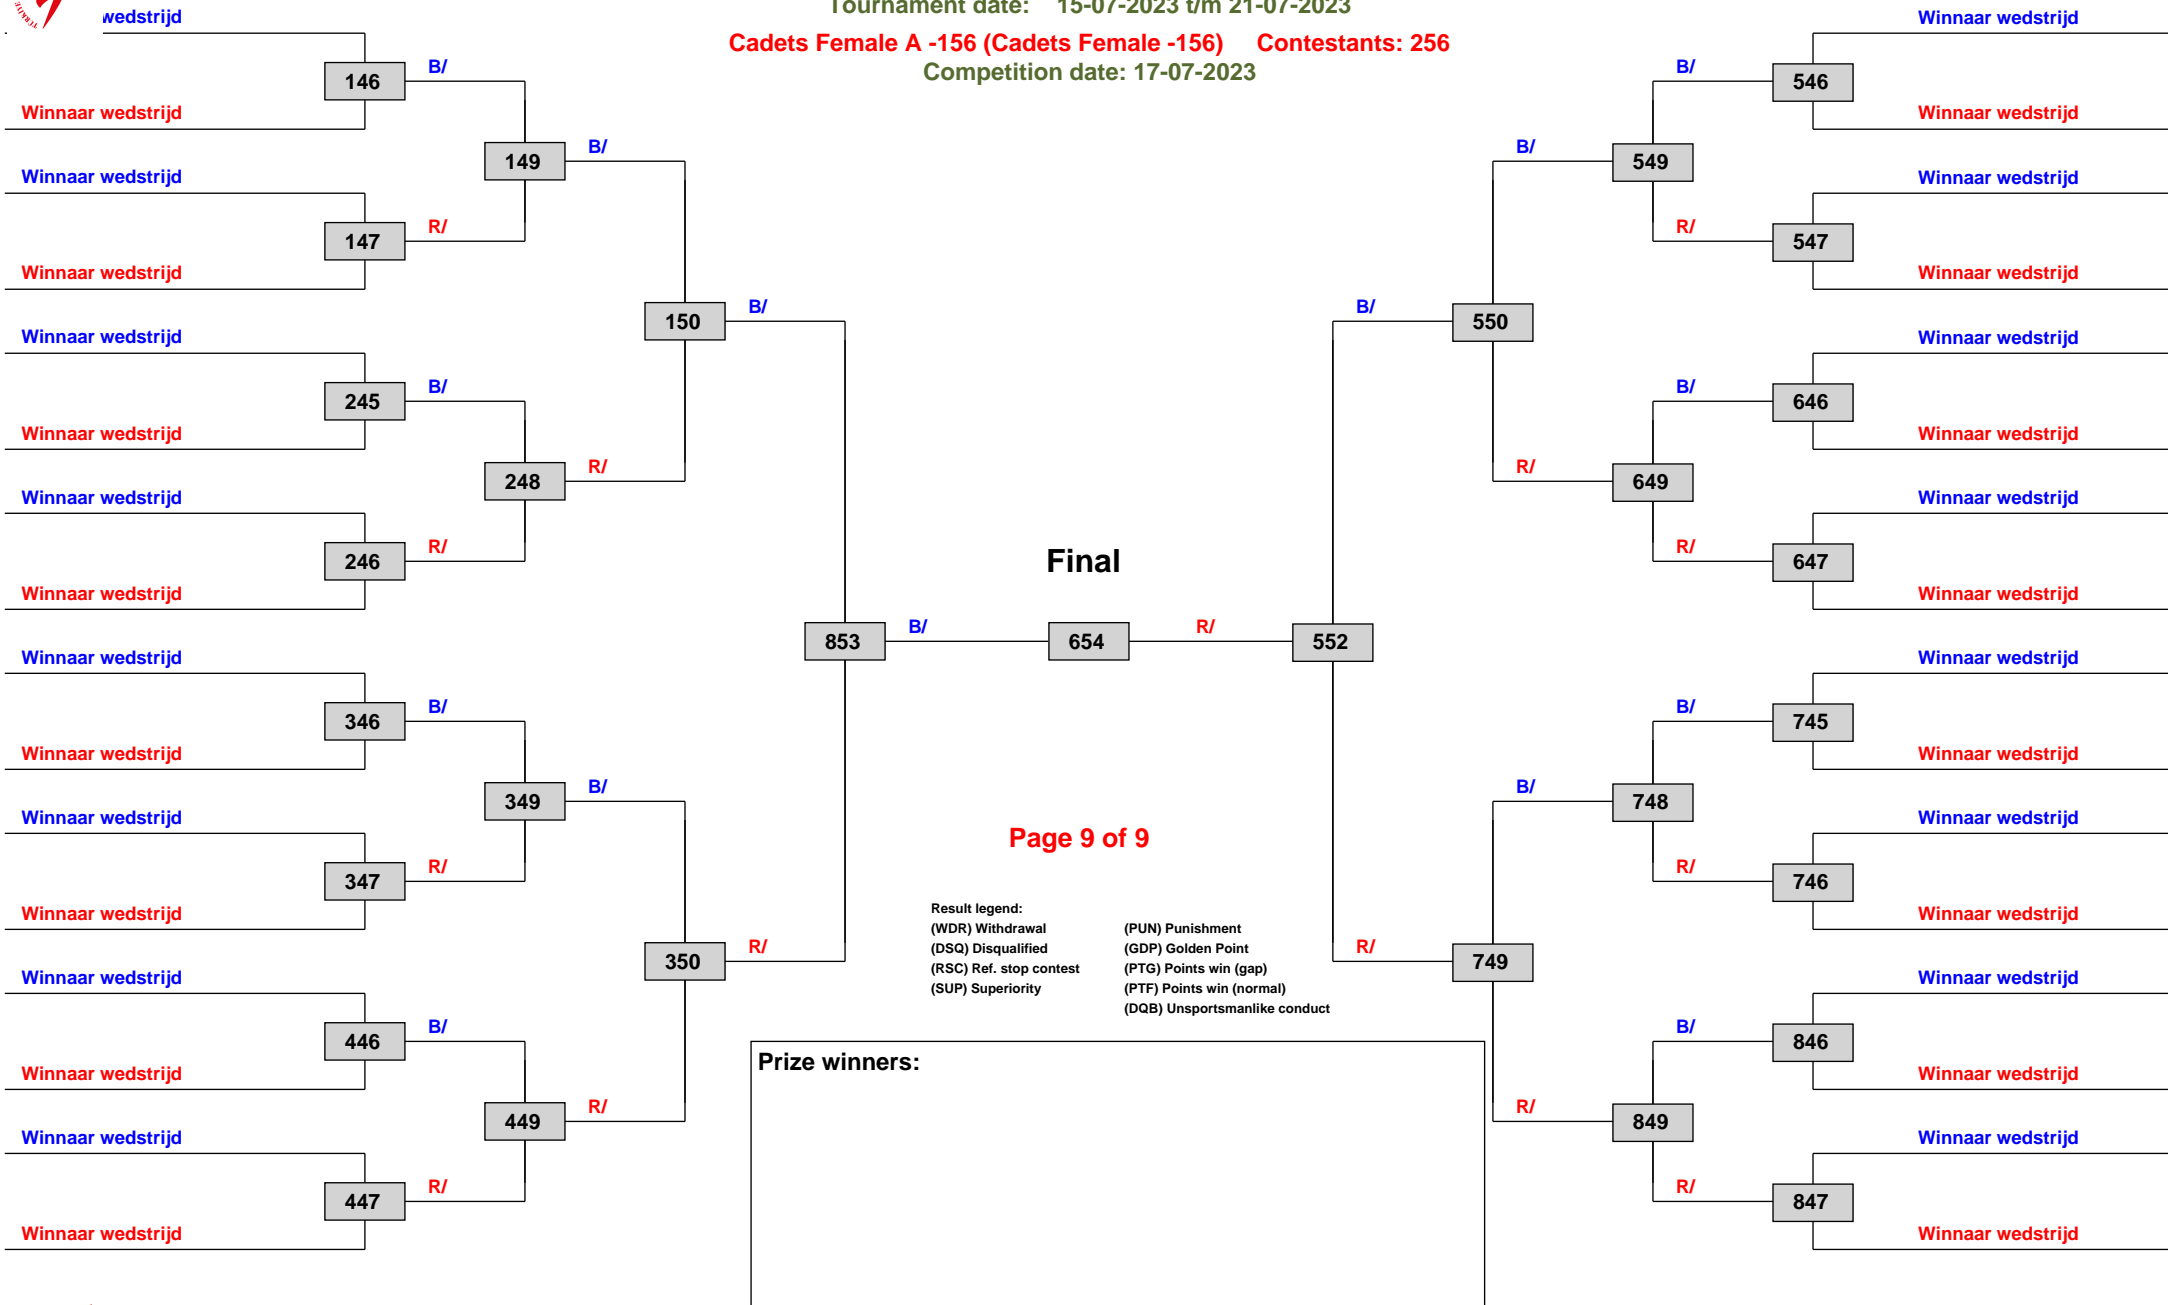 Tournament date: 15-07-2023 t/m 21-07-2023
Cadets Female A -156 (Cadets Female -156) Contestants: 256
Competition date: 17-07-2023
TÜRKİYE
wedstrijd
146
B/
Winnaar wedstrijd
149
B/
Winnaar wedstrijd
147
R/
Winnaar wedstrijd
150
B/
Winnaar wedstrijd
245
B/
Winnaar wedstrijd
248
R/
Winnaar wedstrijd
246
R/
Winnaar wedstrijd
853
B/
Winnaar wedstrijd
346
B/
Winnaar wedstrijd
349
B/
Winnaar wedstrijd
347
R/
Winnaar wedstrijd
350
R/
Winnaar wedstrijd
446
B/
Winnaar wedstrijd
449
R/
Winnaar wedstrijd
447
R/
Winnaar wedstrijd
Final
654
R/
552
Winnaar wedstrijd
B/
546
Winnaar wedstrijd
B/
549
Winnaar wedstrijd
R/
547
Winnaar wedstrijd
B/
550
Winnaar wedstrijd
B/
646
Winnaar wedstrijd
R/
649
Winnaar wedstrijd
R/
647
Winnaar wedstrijd
Winnaar wedstrijd
B/
745
Winnaar wedstrijd
B/
748
Winnaar wedstrijd
R/
746
Winnaar wedstrijd
R/
749
Winnaar wedstrijd
B/
846
Winnaar wedstrijd
R/
849
Winnaar wedstrijd
R/
847
Winnaar wedstrijd
Page 9 of 9
Result legend:
(WDR) Withdrawal (PUN) Punishment
(DSQ) Disqualified (GDP) Golden Point
(RSC) Ref. stop contest (PTG) Points win (gap)
(SUP) Superiority (PTF) Points win (normal)
(DQB) Unsportsmanlike conduct
Prize winners: